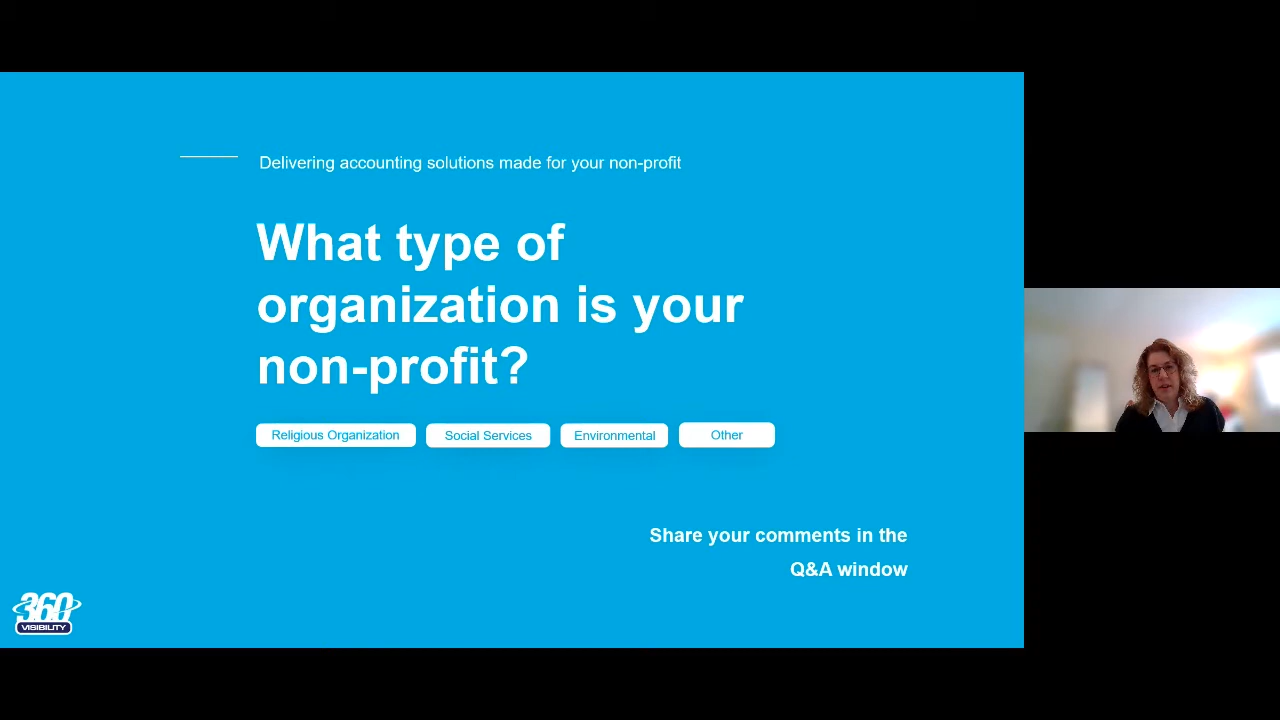 Delivering accounting solutions made for your non-profit
What type of
organization is your
non-profit?
Religious Organization
Social Services
Environmental
Other
Share your comments in the
Q&A window
360
VISIBILITY